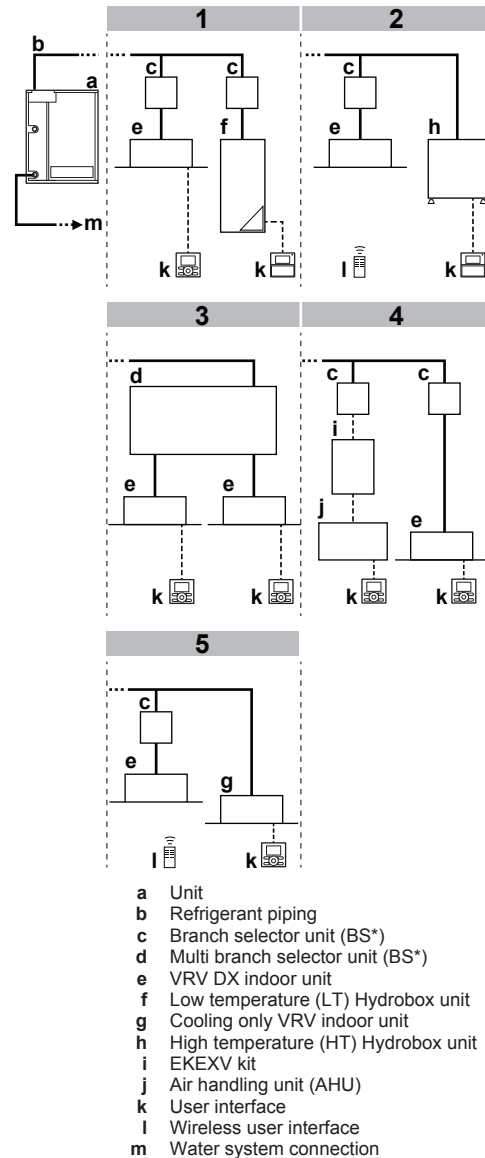 1 2
b
a
c c
e f
m
k k
c
e h
l k
3 4
d
e e
k k
c c
i
j
e
k k
5
c
e
g
l k
a Unit
b Refrigerant piping
c Branch selector unit (BS*)
d Multi branch selector unit (BS*)
e VRV DX indoor unit
f Low temperature (LT) Hydrobox unit
g Cooling only VRV indoor unit
h High temperature (HT) Hydrobox unit
i EKEXV kit
j Air handling unit (AHU)
k User interface
l Wireless user interface
m Water system connection